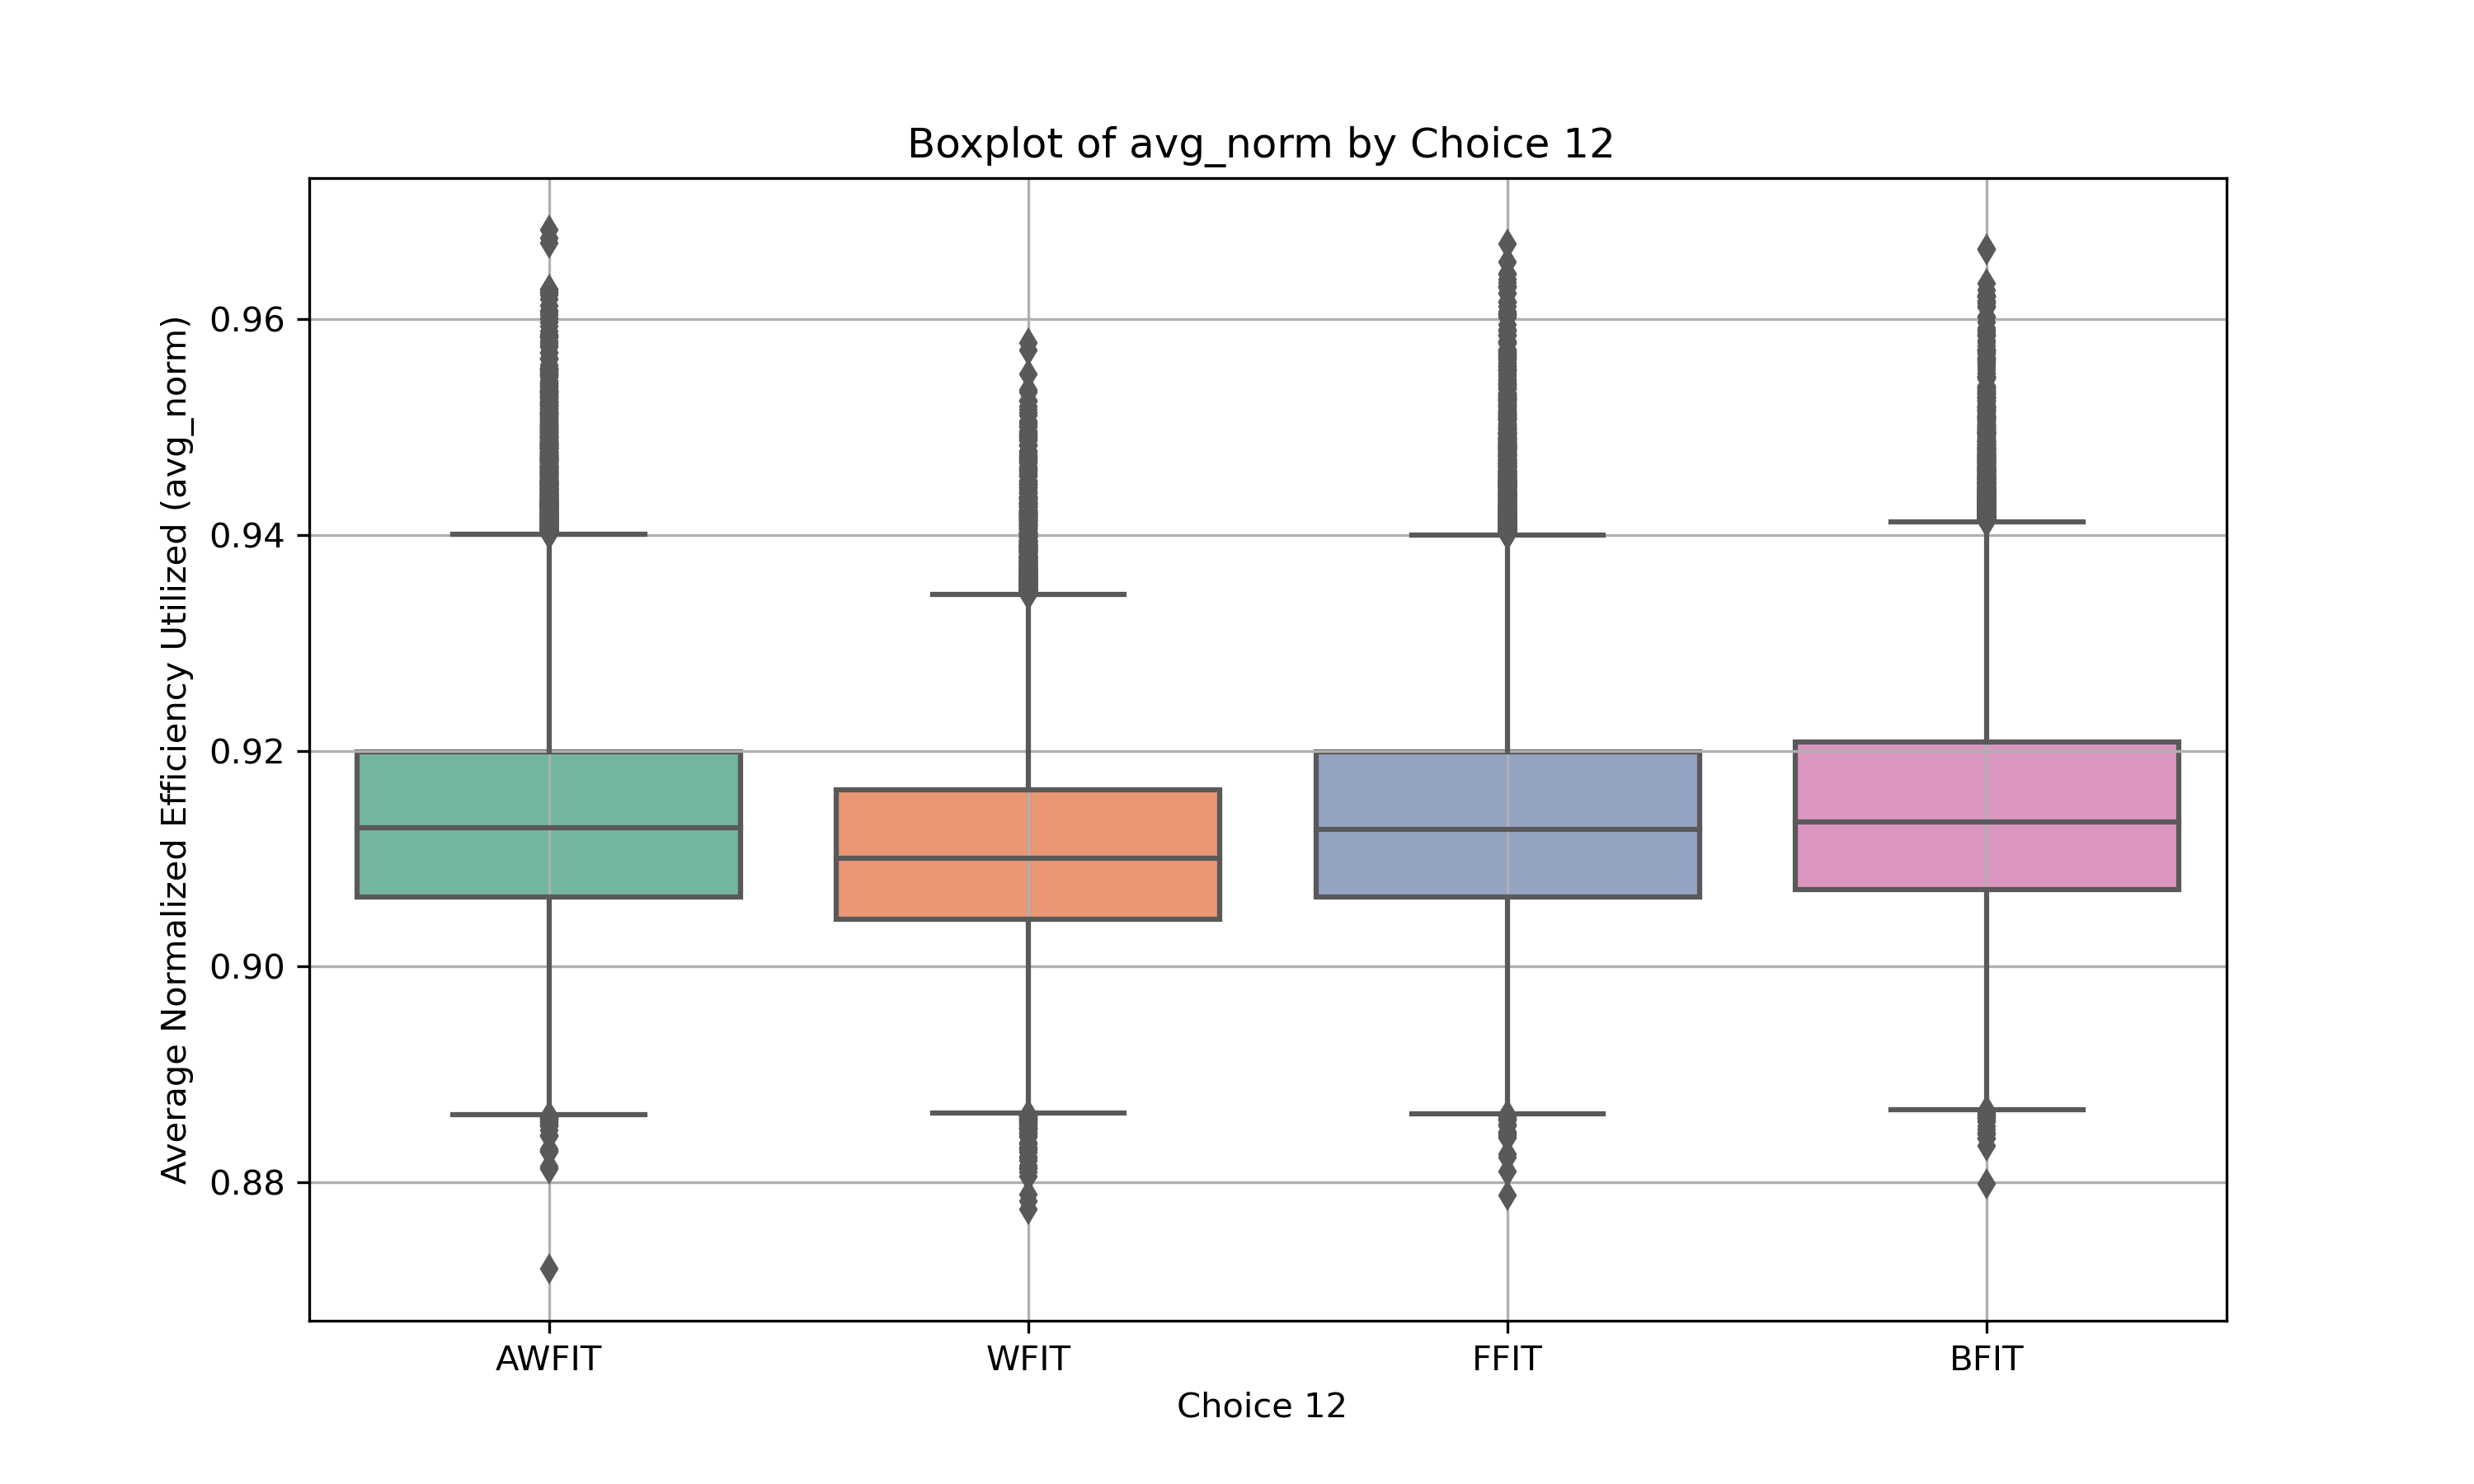 Boxplot of avg_norm by Choice 12
Average Normalized Efficiency Utilized (avg_norm)
0.96
0.94
0.92
0.90
0.88
AWFIT WFIT FFIT BFIT
Choice 12